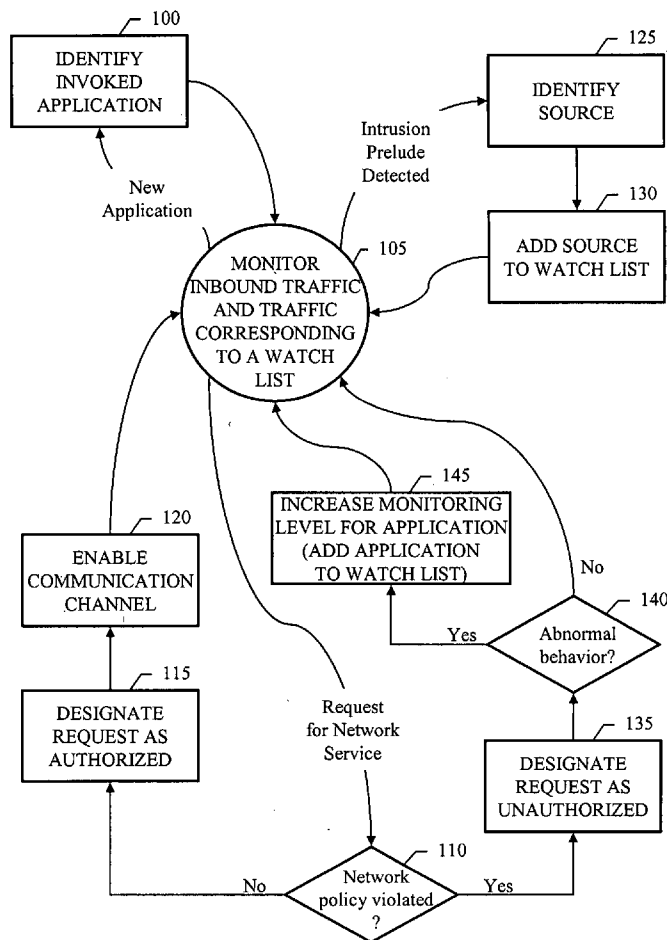 100
IDENTIFY
INVOKED
APPLICATION
125
IDENTIFY
SOURCE
Intrusion
Prelude
Detected
New
Application
130
ADD SOURCE
TO WATCH LIST
105
MONITOR
INBOUND TRAFFIC
AND TRAFFIC
CORRESPONDING
TO A WATCH
LIST
145
INCREASE MONITORING
LEVEL FOR APPLICATION
(ADD APPLICATION
TO WATCH LIST)
120
ENABLE
COMMUNICATION
CHANNEL
No
140
Abnormal
behavior?
Yes
115
DESIGNATE
REQUEST AS
AUTHORIZED
Request
for Network
Service
135
DESIGNATE
REQUEST AS
UNAUTHORIZED
110
Network
policy violated
?
No
Yes